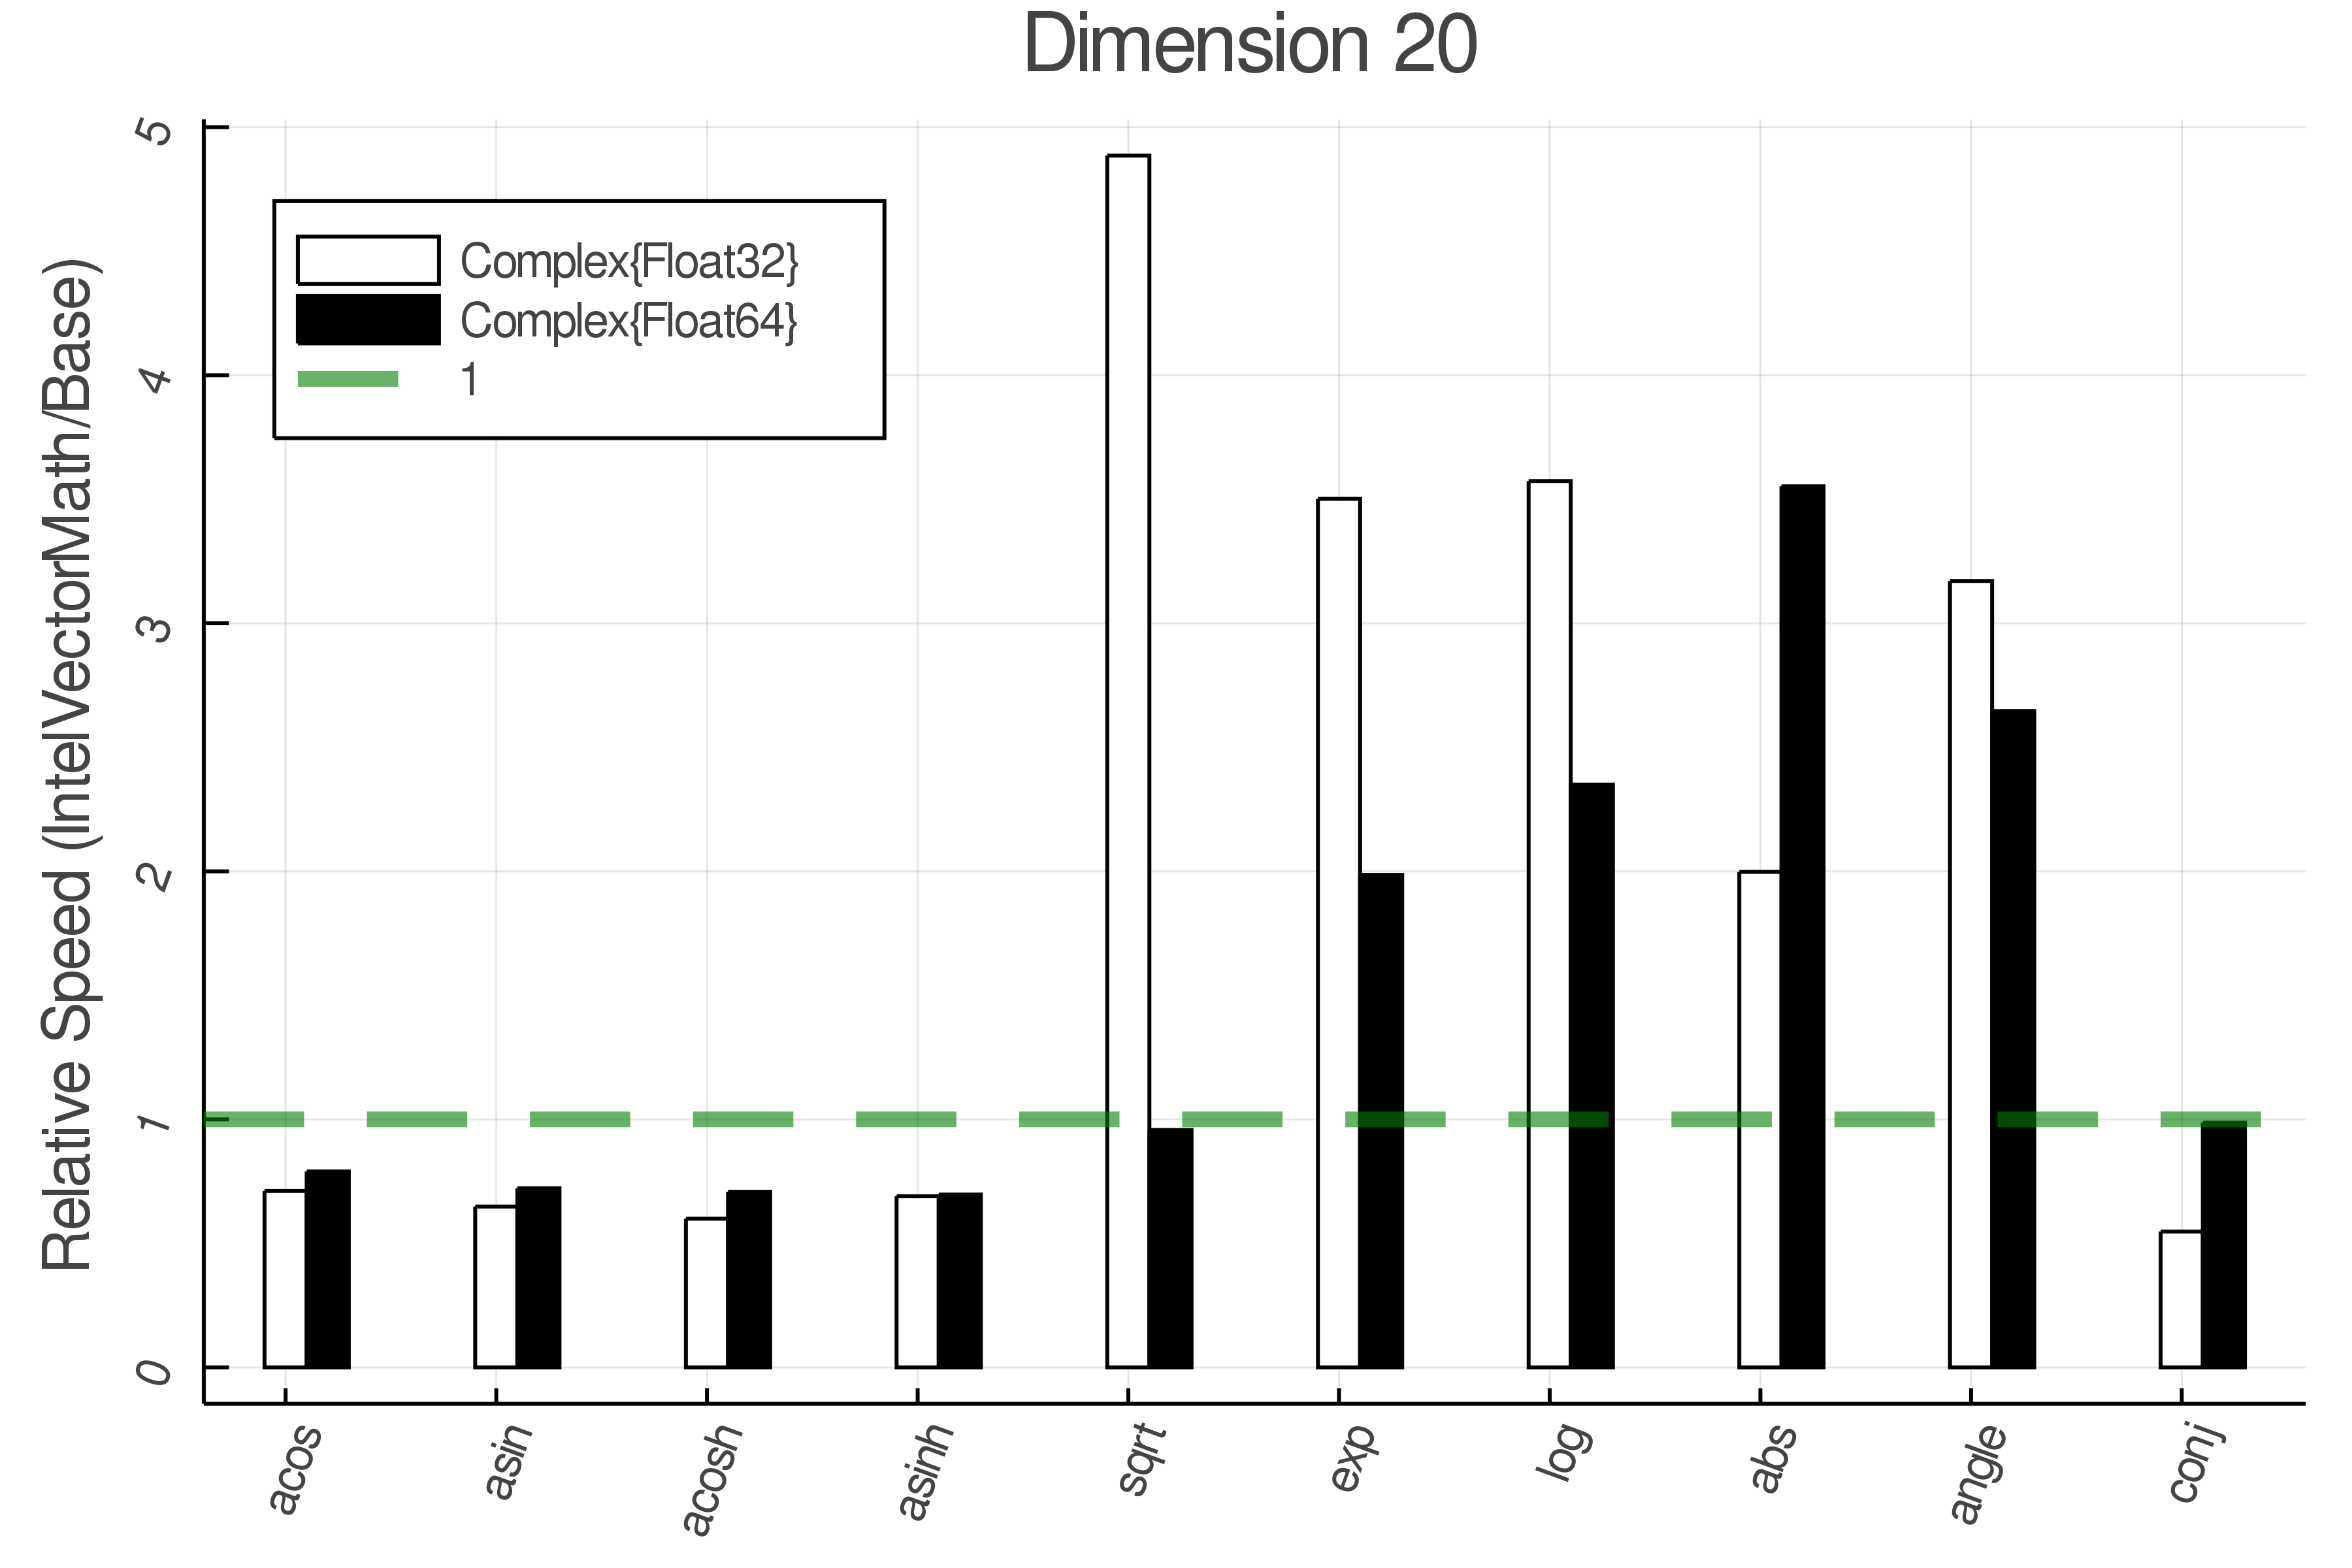 Dimension 20
Relative Speed (IntelVectorMath/Base)
5
4
3
2
1
0
Complex{Float32}
Complex{Float64}
1
acos asin acosh asinh sqrt exp log abs angle conj